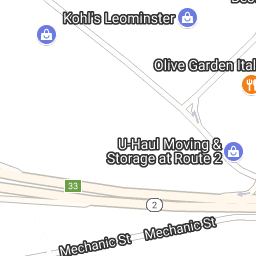 Kohl's Leominster
Olive Garden Ital
U-Haul Moving &
Storage at Route 2
33
2
Mechanic St
Mechanic St